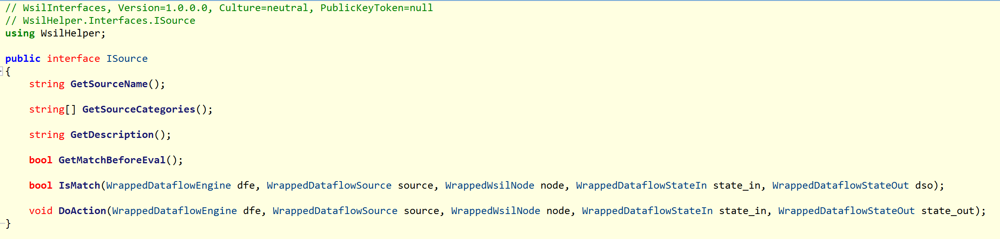 // WsilInterfaces, Version=1.0.0.0, Culture=neutral, PublicKeyToken=null
// WsilHelper.Interfaces.ISource
using WsilHelper;
public interface ISource
{
string GetSourceName();
string[] GetSourceCategories();
string GetDescription();
bool GetMatchBeforeEval();
bool IsMatch(WrappedDataflowEngine dfe, WrappedDataflowSource source, WrappedWsilNode node, WrappedDataflowStateIn state_in, WrappedDataflowStateOut dso);
void DoAction(WrappedDataflowEngine dfe, WrappedDataflowSource source, WrappedWsilNode node, WrappedDataflowStateIn state_in, WrappedDataflowStateOut state_out);
}